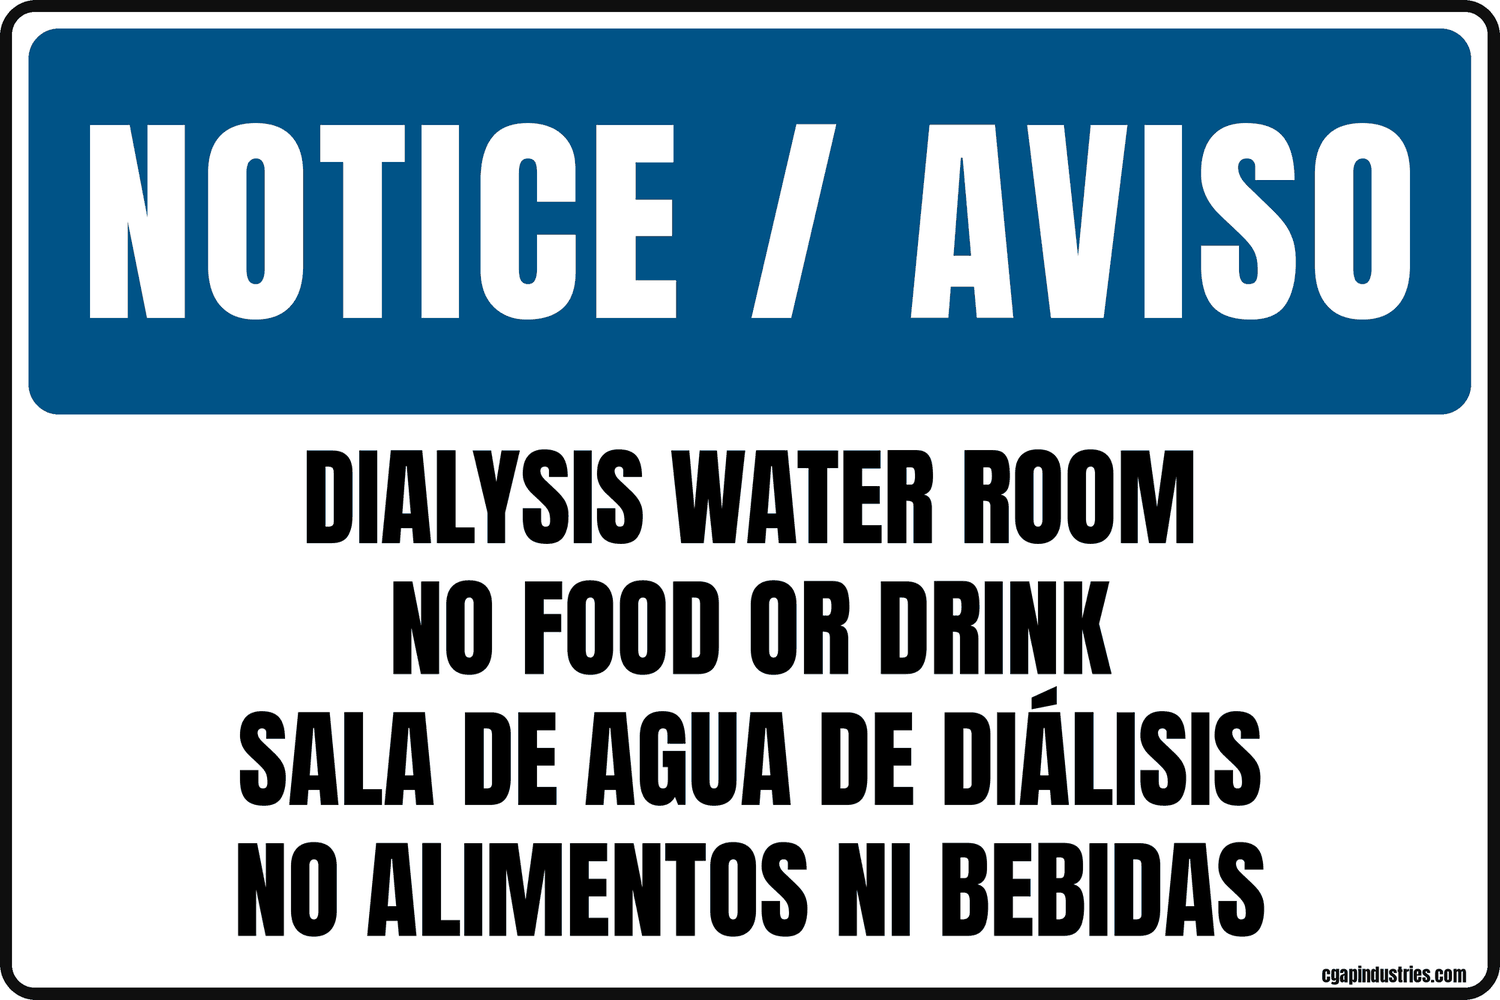 NOTICE / AVISO
DIALYSIS WATER ROOM
NO FOOD OR DRINK
SALA DE AGUA DE DIÁLISIS
NO ALIMENTOS NI BEBIDAS
cgapindustries.com